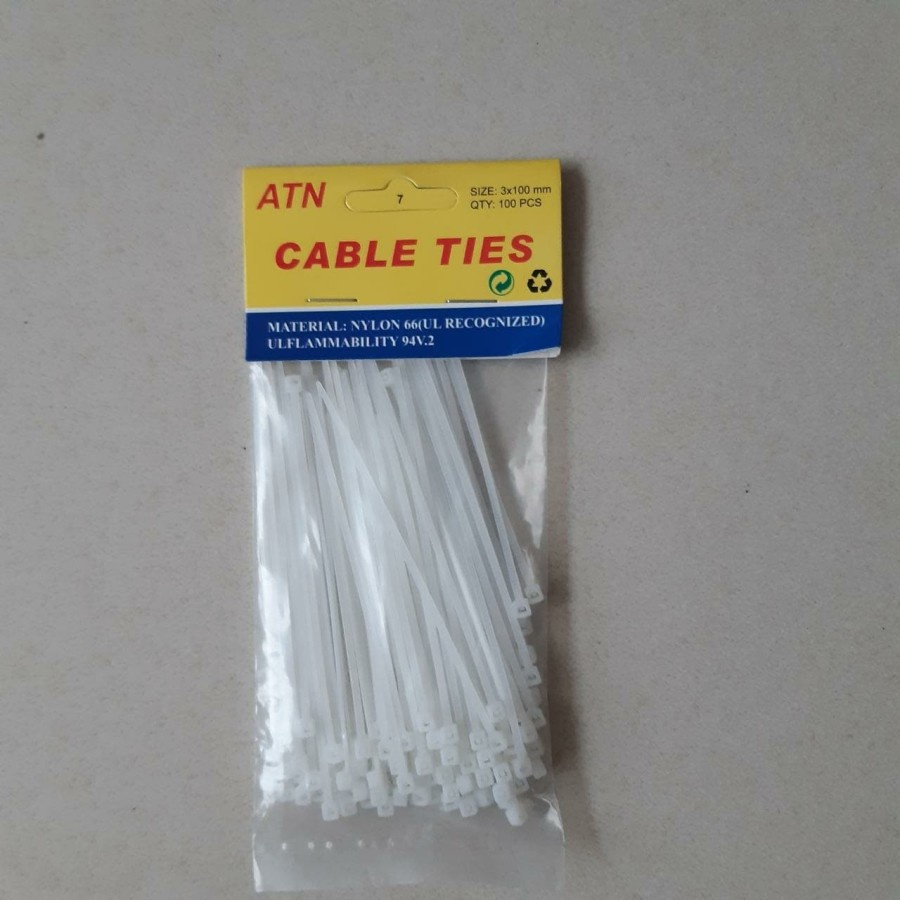 ATN
7
SIZE: 3x100 mm
QTY: 100 PCS
CABLE TIES
MATERIAL: NYLON 66(UL RECOGNIZED)
ULFLAMMABILITY 94V.2